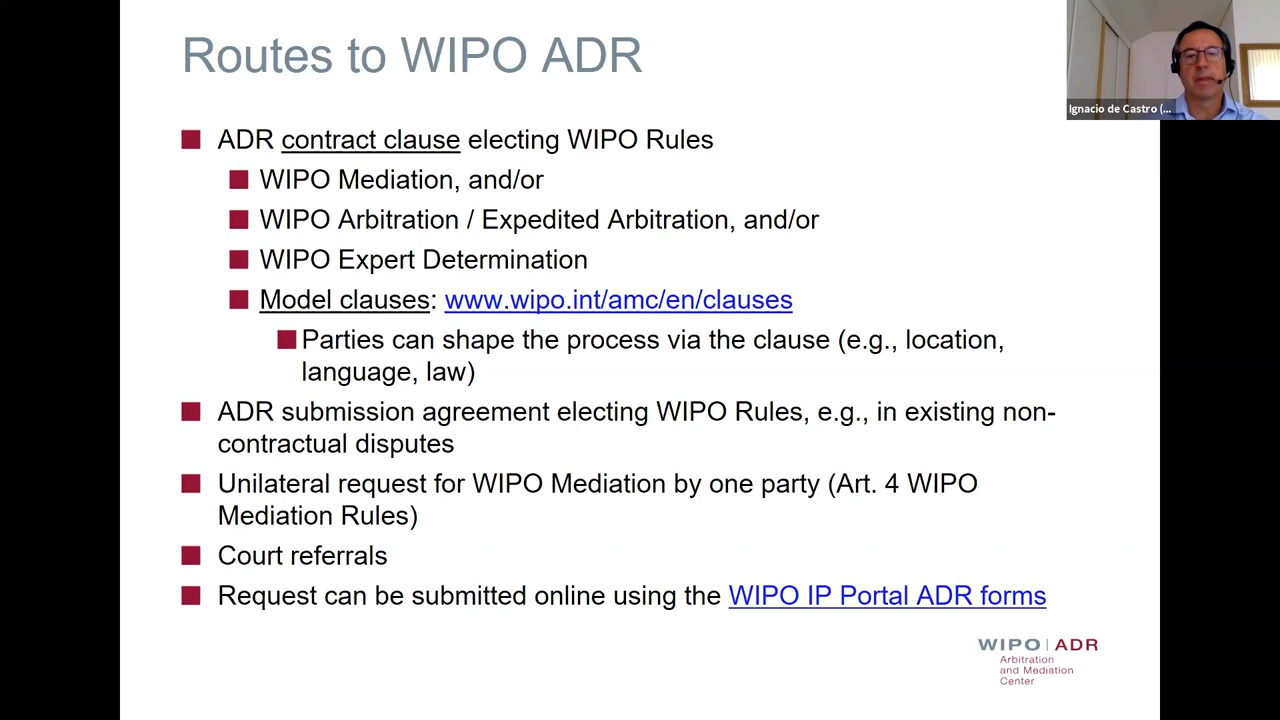 Routes to WIPO ADR
Ignacio de Castro (...
ADR contract clause electing WIPO Rules
WIPO Mediation, and/or
WIPO Arbitration / Expedited Arbitration, and/or
WIPO Expert Determination
Model clauses: www.wipo.int/amc/en/clauses
Parties can shape the process via the clause (e.g., location,
language, law)
ADR submission agreement electing WIPO Rules, e.g., in existing non-
contractual disputes
Unilateral request for WIPO Mediation by one party (Art. 4 WIPO
Mediation Rules)
Court referrals
Request can be submitted online using the WIPO IP Portal ADR forms
WIPO | ADR
Arbitration
and Mediation
Center